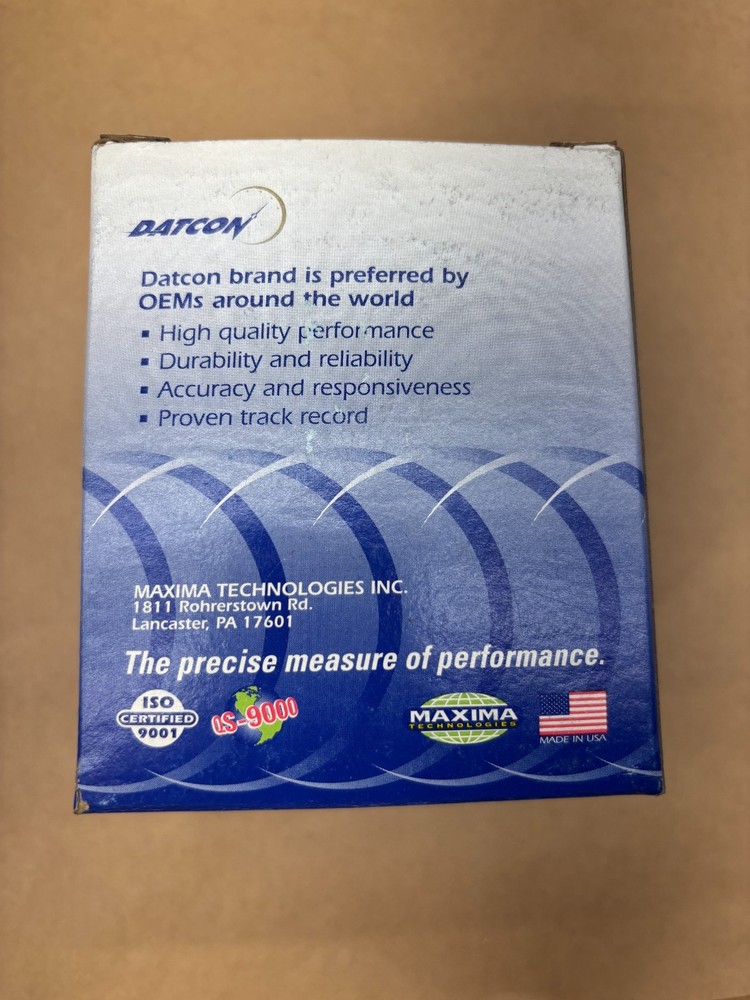 DATCON
Datcon brand is preferred by
OEMs around the world
▪ High quality performance
▪ Durability and reliability
▪ Accuracy and responsiveness
▪ Proven track record
MAXIMA TECHNOLOGIES INC.
1811 Rohrerstown Rd.
Lancaster, PA 17601
The precise measure of performance.
ISO
CERTIFIED
9001
QS-9000
MAXIMA
TECHNOLOGIES
MADE IN USA